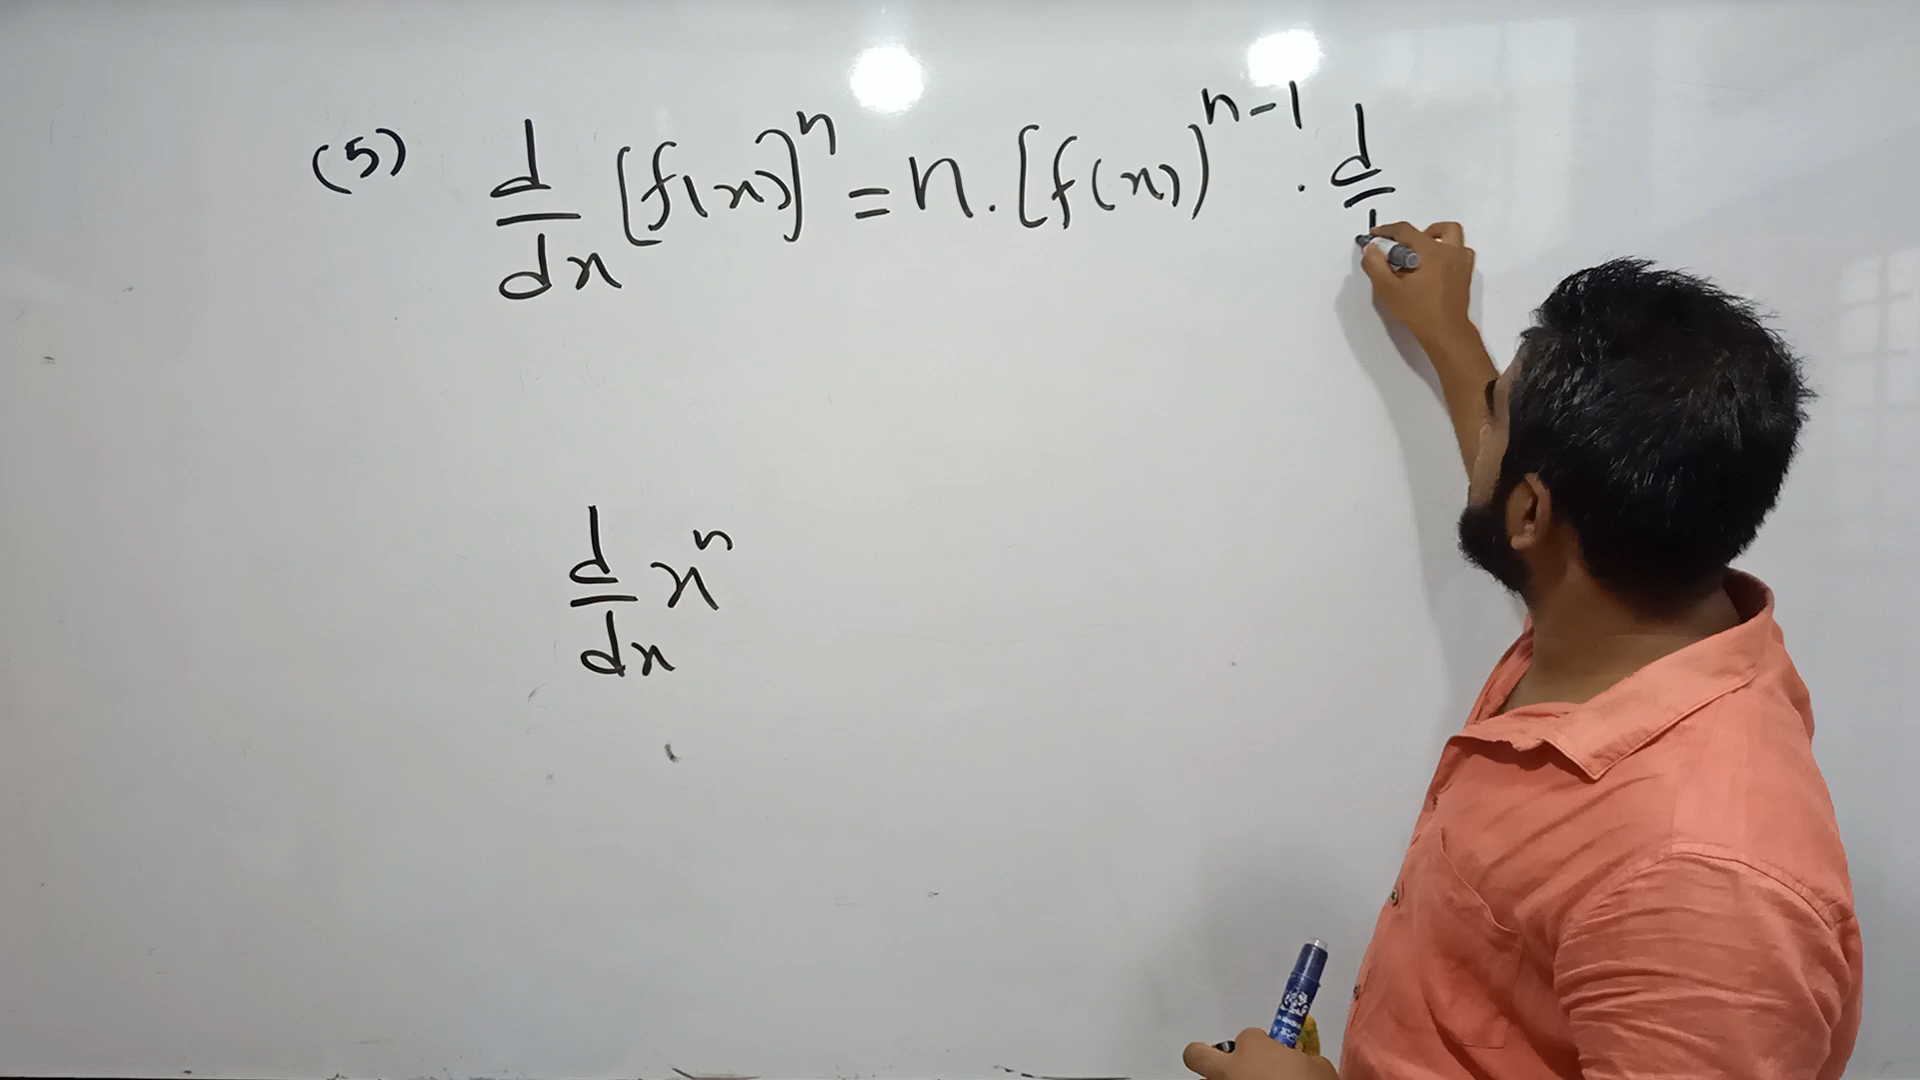 (5) d/dx [f(x)]^n = n . [f(x)]^{n-1} . d/
d/dx x^n